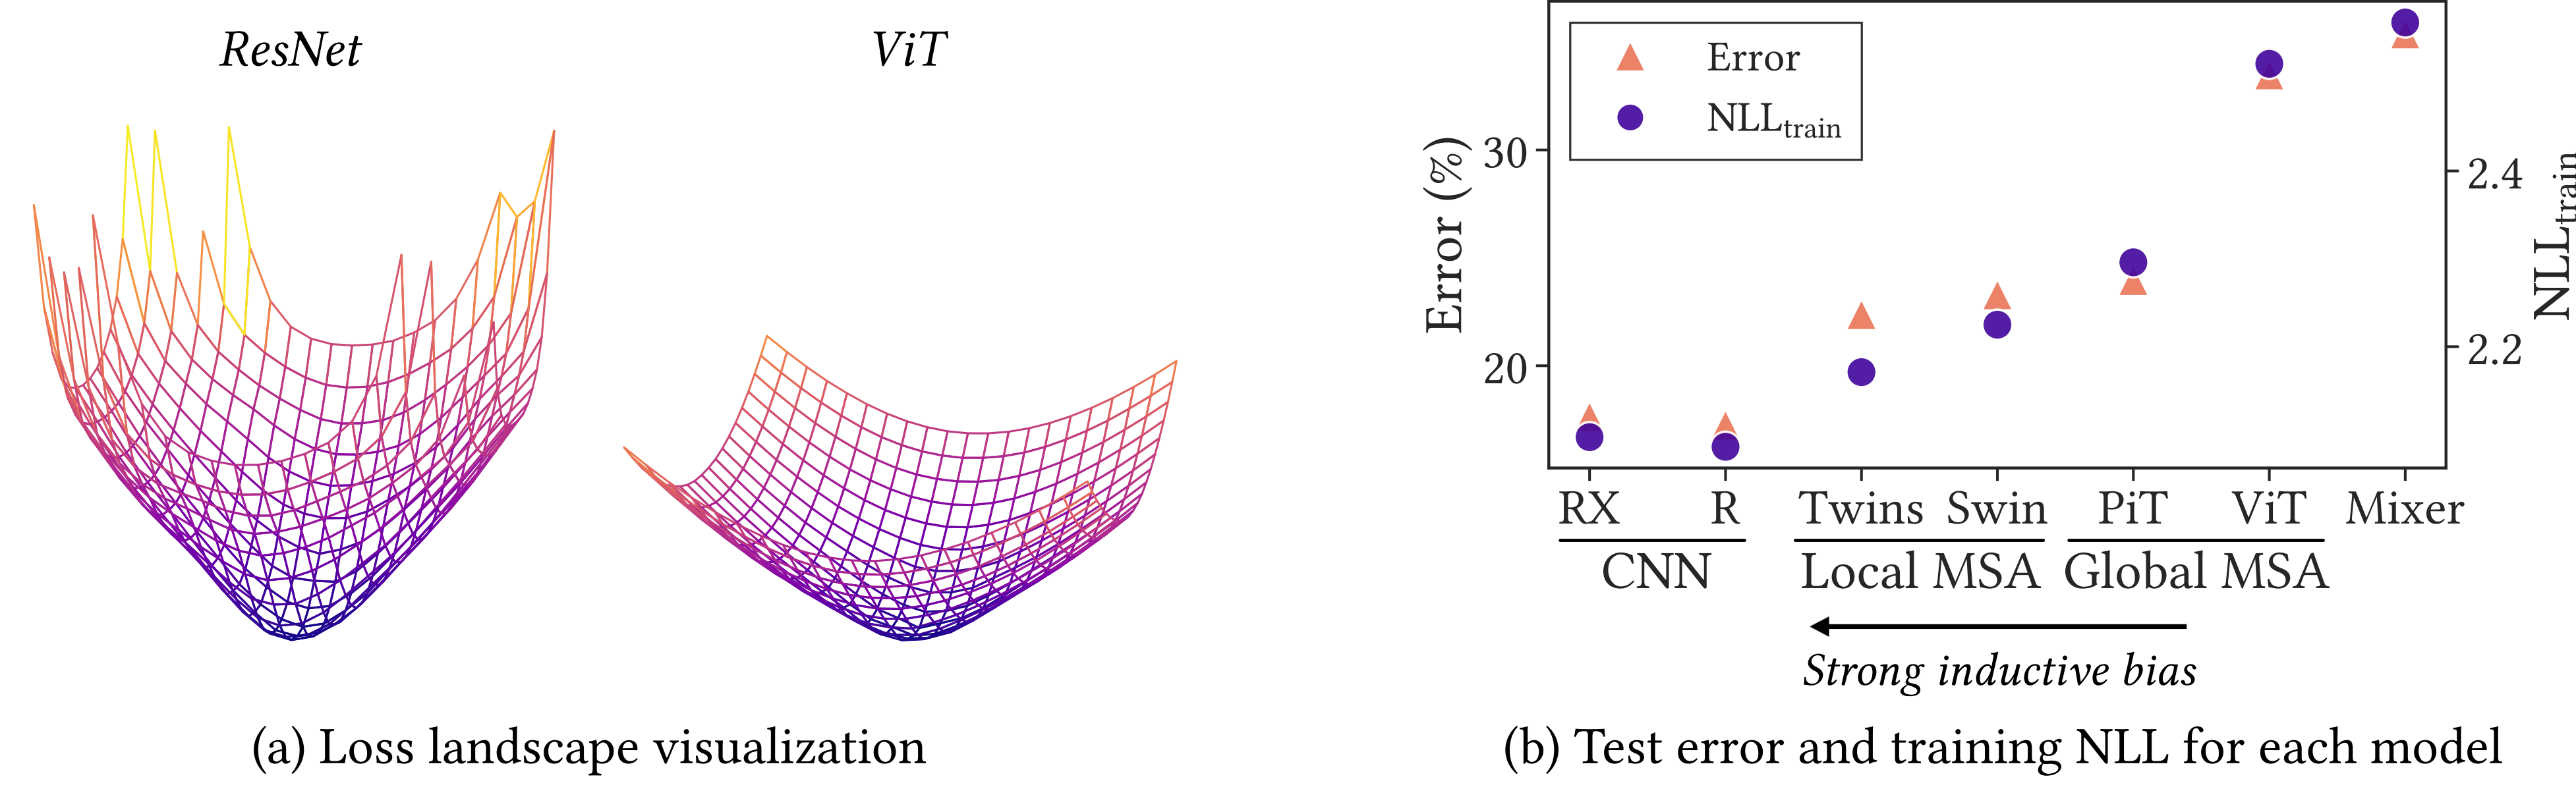 ResNet
ViT
(a) Loss landscape visualization
Error
NLLtrain
Error (%)
30
20
2.4
2.2
NLLtrain
RX R Twins Swin PiT ViT Mixer
CNN Local MSA Global MSA
Strong inductive bias
(b) Test error and training NLL for each model